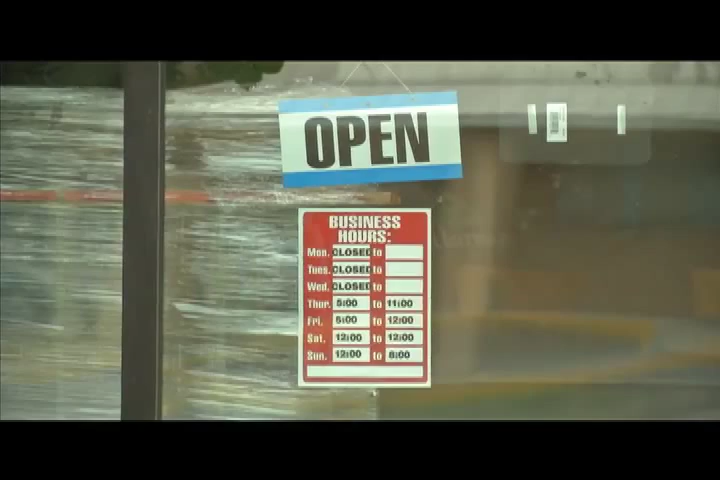 OPEN
BUSINESS
HOURS:
Mon. CLOSED to
Tues. CLOSED to
Wed. CLOSED to
Thur. 5:00 to 11:00
Fri. 5:00 to 12:00
Sat. 12:00 to 12:00
Sun. 12:00 to 8:00